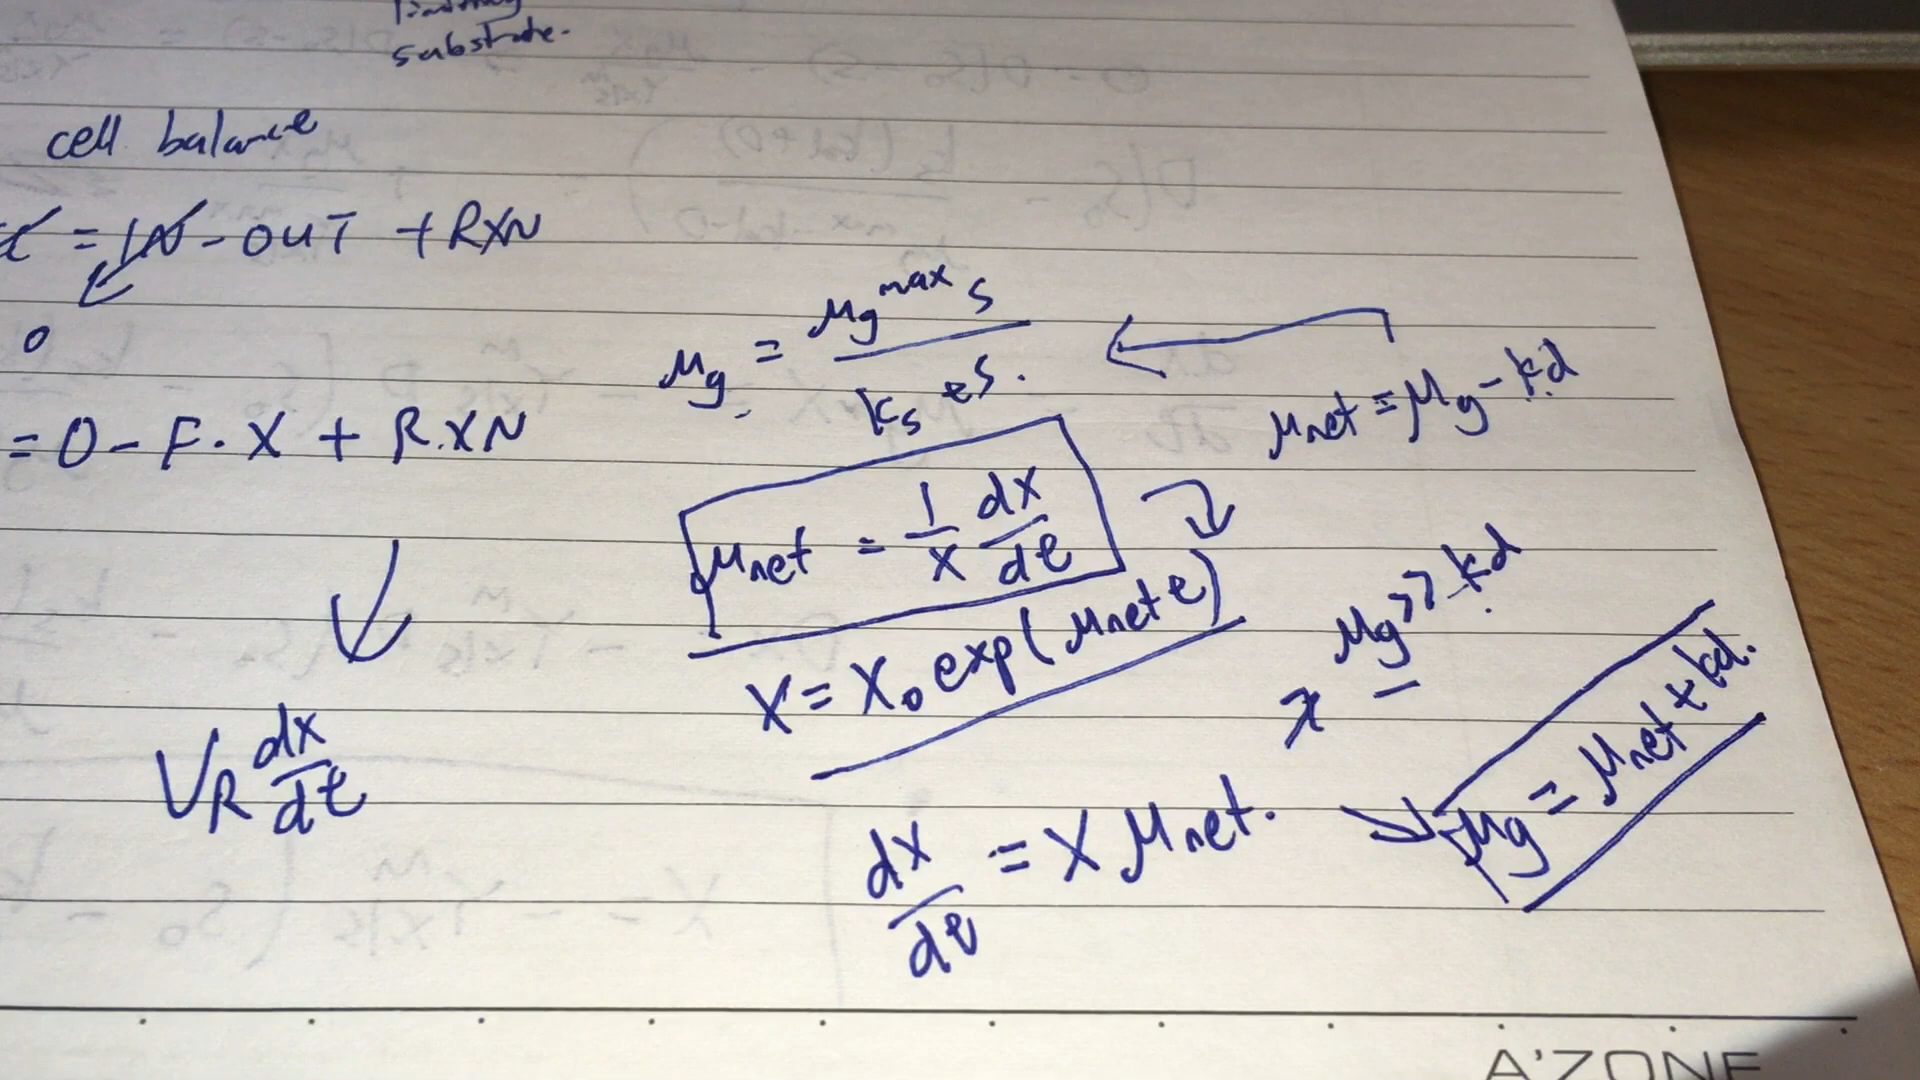 substrate.
cell balance
= IN - OUT + RXN
0
= 0 - F · X + R.XN
V_R dx/dt
μg = μg^max s / ks + s.
μnet = μg - kd
μnet = 1/x dx/dt
X = X₀ exp(μnet t)
μg >> kd
dx/dt = X μnet.
μg = μnet + kd.
A'ZONE